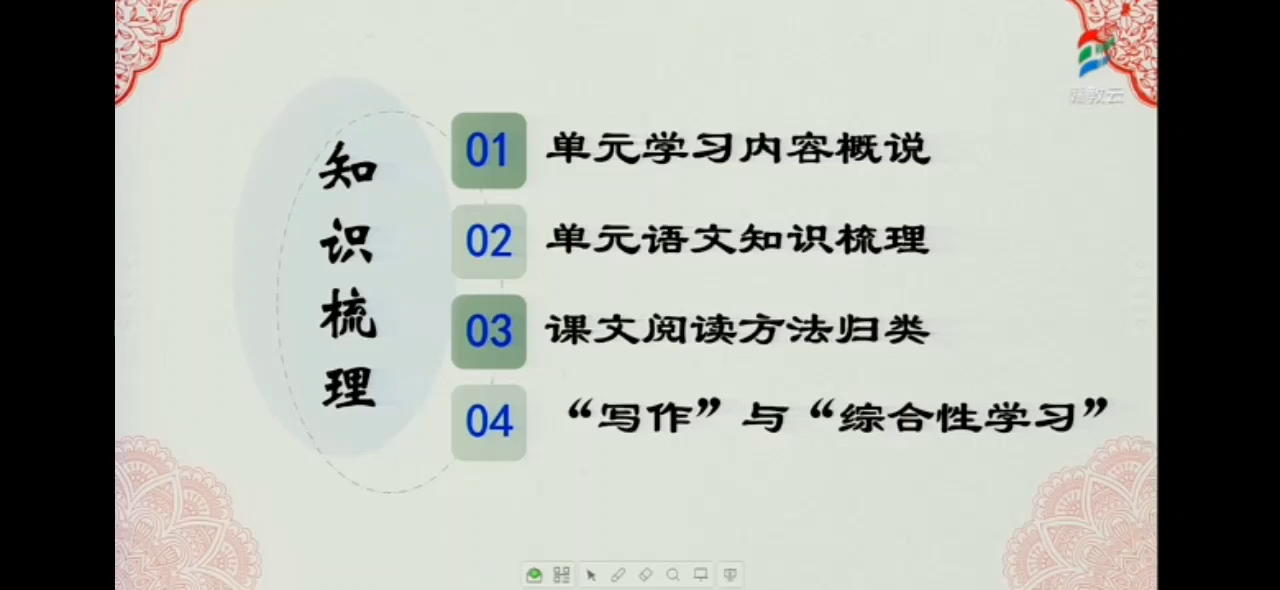 知识梳理
01 单元学习内容概说
02 单元语文知识梳理
03 课文阅读方法归类
04 “写作”与“综合性学习”